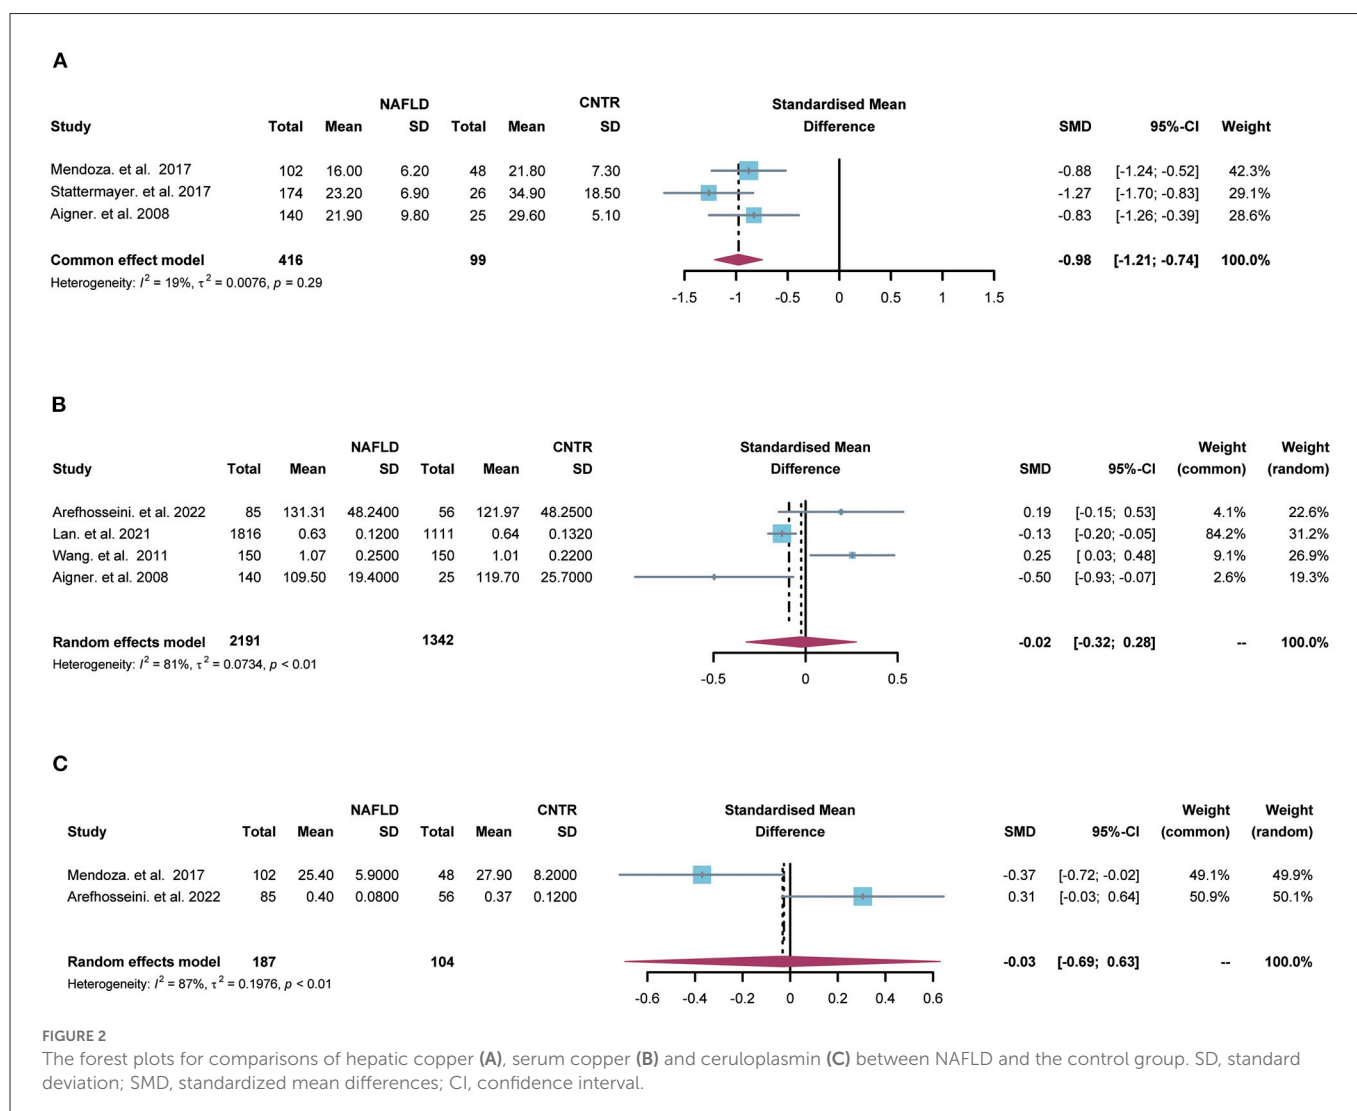 A
NAFLD CNTR Standardised Mean
Study Total Mean SD Total Mean SD Difference SMD 95%-CI Weight
Mendoza. et al. 2017 102 16.00 6.20 48 21.80 7.30 -0.88 [-1.24; -0.52] 42.3%
Stattermayer. et al. 2017 174 23.20 6.90 26 34.90 18.50 -1.27 [-1.70; -0.83] 29.1%
Aigner. et al. 2008 140 21.90 9.80 25 29.60 5.10 -0.83 [-1.26; -0.39] 28.6%
Common effect model 416 99 -0.98 [-1.21; -0.74] 100.0%
Heterogeneity: I² = 19%, τ² = 0.0076, p = 0.29
-1.5 -1 -0.5 0 0.5 1 1.5
B
NAFLD CNTR Standardised Mean Weight Weight
Study Total Mean SD Total Mean SD Difference SMD 95%-CI (common) (random)
Arefhosseini. et al. 2022 85 131.31 48.2400 56 121.97 48.2500 0.19 [-0.15; 0.53] 4.1% 22.6%
Lan. et al. 2021 1816 0.63 0.1200 1111 0.64 0.1320 -0.13 [-0.20; -0.05] 84.2% 31.2%
Wang. et al. 2011 150 1.07 0.2500 150 1.01 0.2200 0.25 [ 0.03; 0.48] 9.1% 26.9%
Aigner. et al. 2008 140 109.50 19.4000 25 119.70 25.7000 -0.50 [-0.93; -0.07] 2.6% 19.3%
Random effects model 2191 1342 -0.02 [-0.32; 0.28] -- 100.0%
Heterogeneity: I² = 81%, τ² = 0.0734, p < 0.01
-0.5 0 0.5
C
NAFLD CNTR Standardised Mean Weight Weight
Study Total Mean SD Total Mean SD Difference SMD 95%-CI (common) (random)
Mendoza. et al. 2017 102 25.40 5.9000 48 27.90 8.2000 -0.37 [-0.72; -0.02] 49.1% 49.9%
Arefhosseini. et al. 2022 85 0.40 0.0800 56 0.37 0.1200 0.31 [-0.03; 0.64] 50.9% 50.1%
Random effects model 187 104 -0.03 [-0.69; 0.63] -- 100.0%
Heterogeneity: I² = 87%, τ² = 0.1976, p < 0.01
-0.6 -0.4 -0.2 0 0.2 0.4 0.6
FIGURE 2
The forest plots for comparisons of hepatic copper (A), serum copper (B) and ceruloplasmin (C) between NAFLD and the control group. SD, standard
deviation; SMD, standardized mean differences; CI, confidence interval.